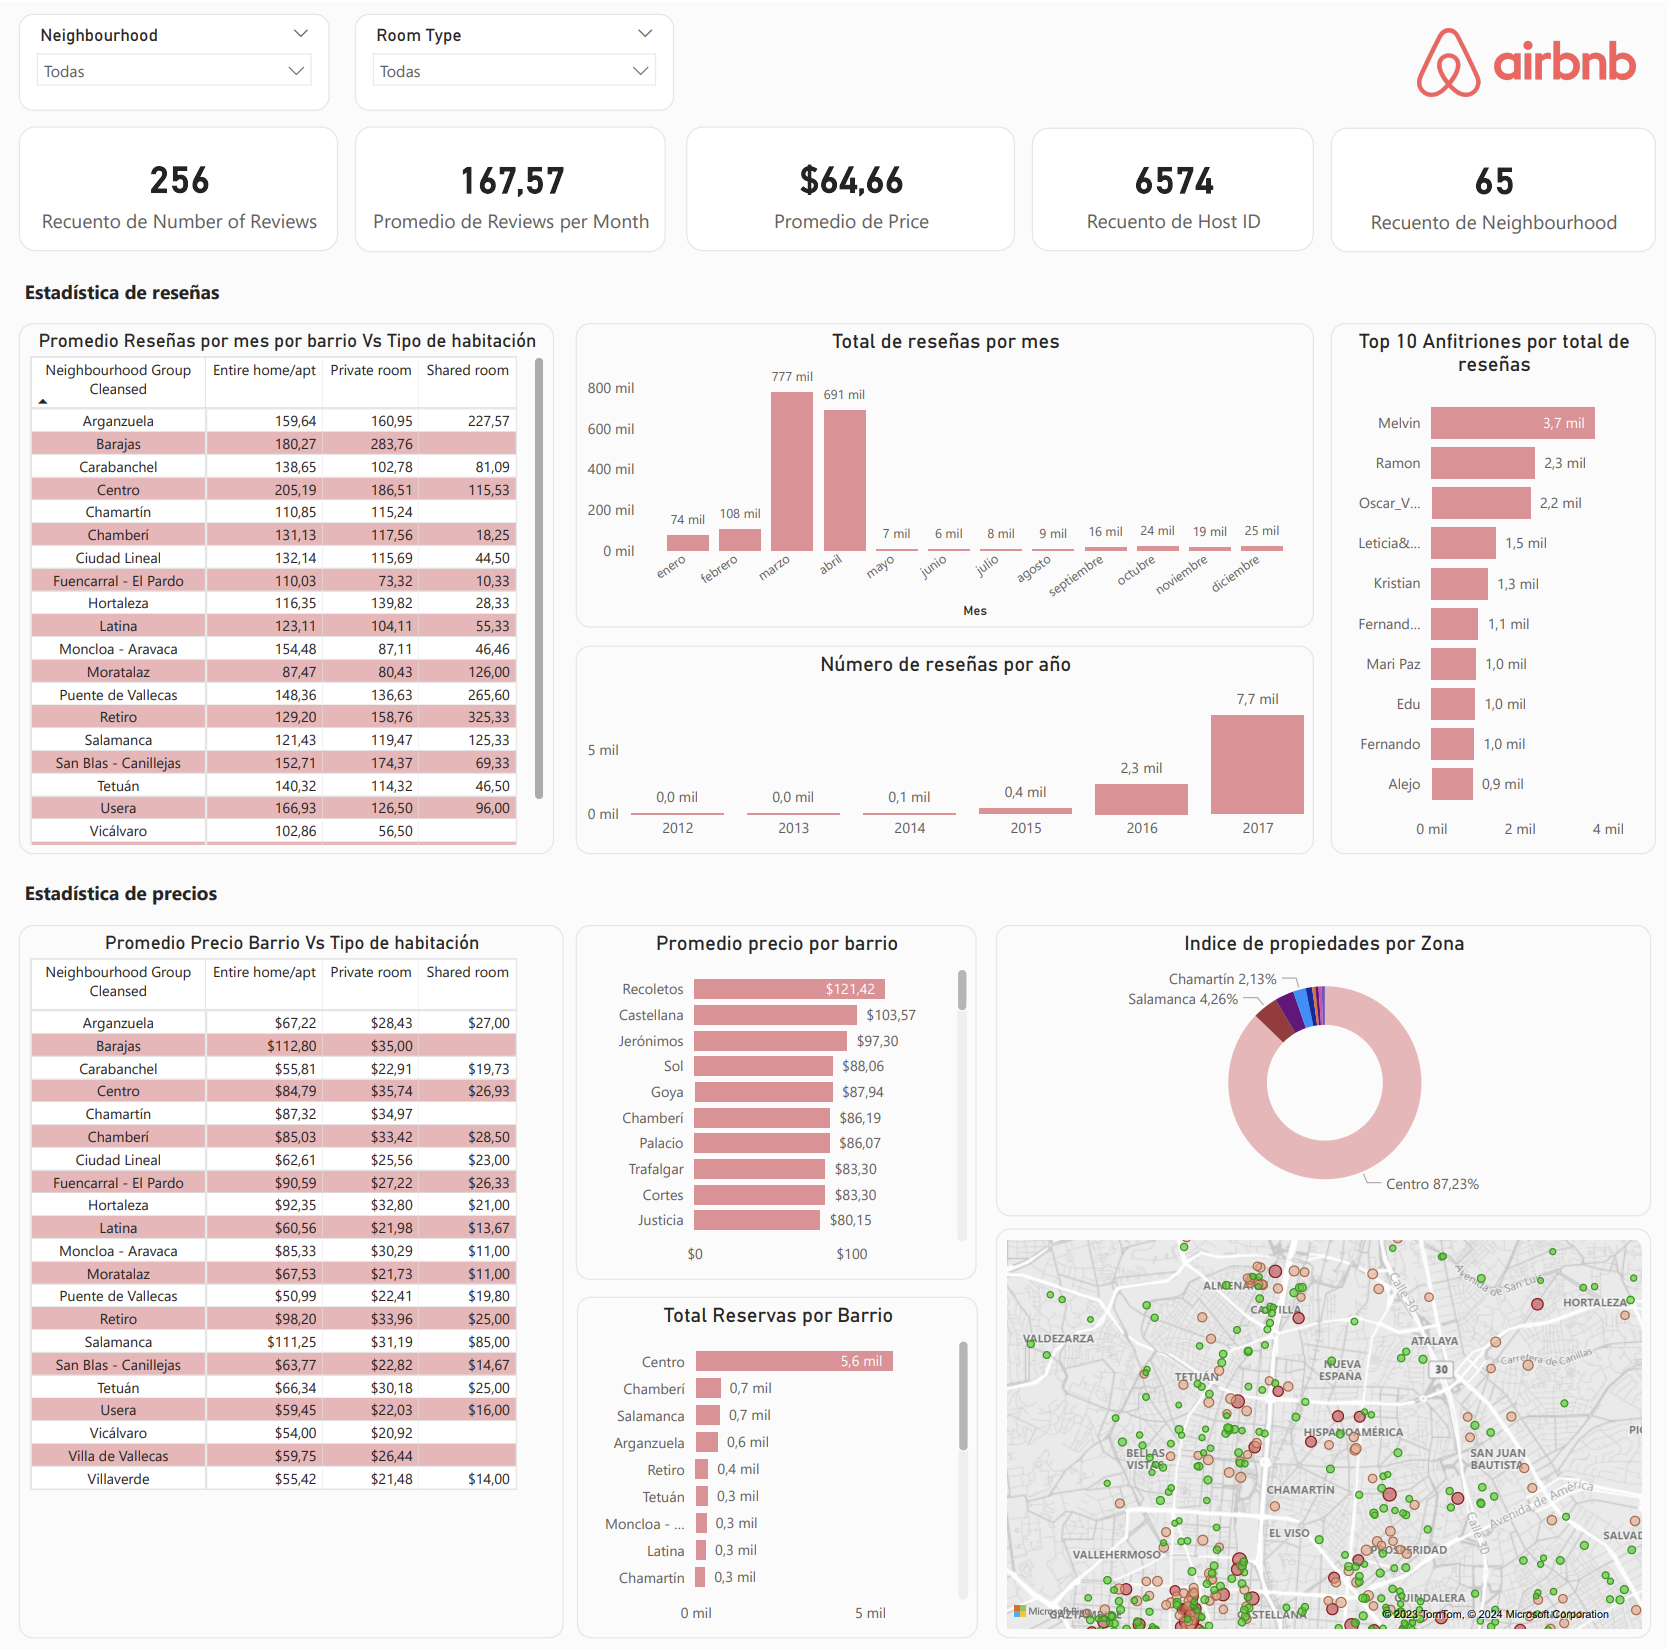 Neighbourhood
Todas
Room Type
Todas
airbnb
256
Recuento de Number of Reviews
167,57
Promedio de Reviews per Month
$64,66
Promedio de Price
6574
Recuento de Host ID
65
Recuento de Neighbourhood
Estadística de reseñas
Promedio Reseñas por mes por barrio Vs Tipo de habitación
Neighbourhood Group Cleansed Entire home/apt Private room Shared room
Arganzuela 159,64 160,95 227,57
Barajas 180,27 283,76
Carabanchel 138,65 102,78 81,09
Centro 205,19 186,51 115,53
Chamartín 110,85 115,24
Chamberí 131,13 117,56 18,25
Ciudad Lineal 132,14 115,69 44,50
Fuencarral - El Pardo 110,03 73,32 10,33
Hortaleza 116,35 139,82 28,33
Latina 123,11 104,11 55,33
Moncloa - Aravaca 154,48 87,11 46,46
Moratalaz 87,47 80,43 126,00
Puente de Vallecas 148,36 136,63 265,60
Retiro 129,20 158,76 325,33
Salamanca 121,43 119,47 125,33
San Blas - Canillejas 152,71 174,37 69,33
Tetuán 140,32 114,32 46,50
Usera 166,93 126,50 96,00
Vicálvaro 102,86 56,50
Total de reseñas por mes
800 mil
600 mil
400 mil
200 mil
0 mil
74 mil 108 mil 777 mil 691 mil 7 mil 6 mil 8 mil 9 mil 16 mil 24 mil 19 mil 25 mil
enero febrero marzo abril mayo junio julio agosto septiembre octubre noviembre diciembre
Mes
Número de reseñas por año
5 mil
0 mil
0,0 mil 0,0 mil 0,1 mil 0,4 mil 2,3 mil 7,7 mil
2012 2013 2014 2015 2016 2017
Top 10 Anfitriones por total de
reseñas
Melvin 3,7 mil
Ramon 2,3 mil
Oscar_V... 2,2 mil
Leticia&... 1,5 mil
Kristian 1,3 mil
Fernand... 1,1 mil
Mari Paz 1,0 mil
Edu 1,0 mil
Fernando 1,0 mil
Alejo 0,9 mil
0 mil 2 mil 4 mil
Estadística de precios
Promedio Precio Barrio Vs Tipo de habitación
Neighbourhood Group Cleansed Entire home/apt Private room Shared room
Arganzuela $67,22 $28,43 $27,00
Barajas $112,80 $35,00
Carabanchel $55,81 $22,91 $19,73
Centro $84,79 $35,74 $26,93
Chamartín $87,32 $34,97
Chamberí $85,03 $33,42 $28,50
Ciudad Lineal $62,61 $25,56 $23,00
Fuencarral - El Pardo $90,59 $27,22 $26,33
Hortaleza $92,35 $32,80 $21,00
Latina $60,56 $21,98 $13,67
Moncloa - Aravaca $85,33 $30,29 $11,00
Moratalaz $67,53 $21,73 $11,00
Puente de Vallecas $50,99 $22,41 $19,80
Retiro $98,20 $33,96 $25,00
Salamanca $111,25 $31,19 $85,00
San Blas - Canillejas $63,77 $22,82 $14,67
Tetuán $66,34 $30,18 $25,00
Usera $59,45 $22,03 $16,00
Vicálvaro $54,00 $20,92
Villa de Vallecas $59,75 $26,44
Villaverde $55,42 $21,48 $14,00
Promedio precio por barrio
Recoletos $121,42
Castellana $103,57
Jerónimos $97,30
Sol $88,06
Goya $87,94
Chamberí $86,19
Palacio $86,07
Trafalgar $83,30
Cortes $83,30
Justicia $80,15
$0 $100
Total Reservas por Barrio
Centro 5,6 mil
Chamberí 0,7 mil
Salamanca 0,7 mil
Arganzuela 0,6 mil
Retiro 0,4 mil
Tetuán 0,3 mil
Moncloa - ... 0,3 mil
Latina 0,3 mil
Chamartín 0,3 mil
0 mil 5 mil
Indice de propiedades por Zona
Chamartín 2,13%
Salamanca 4,26%
Centro 87,23%
Avenida de San Luis
Calle 30
HORTALEZA
VALDEZARZA
ATALAYA
Carretera de Canillas
30
NUEVA
ESPAÑA
TETUÁN
HISPANOAMÉRICA
BELLAS
VISTAS
SAN JUAN
BAUTISTA
CHAMARTÍN
Avenida de América
Calle 30
EL VISO
SALVAD
VALLEHERMOSO
PROSPERIDAD
GUINDALERA
CASTELLANA
Microsoft Bing
© 2023 TomTom, © 2024 Microsoft Corporation